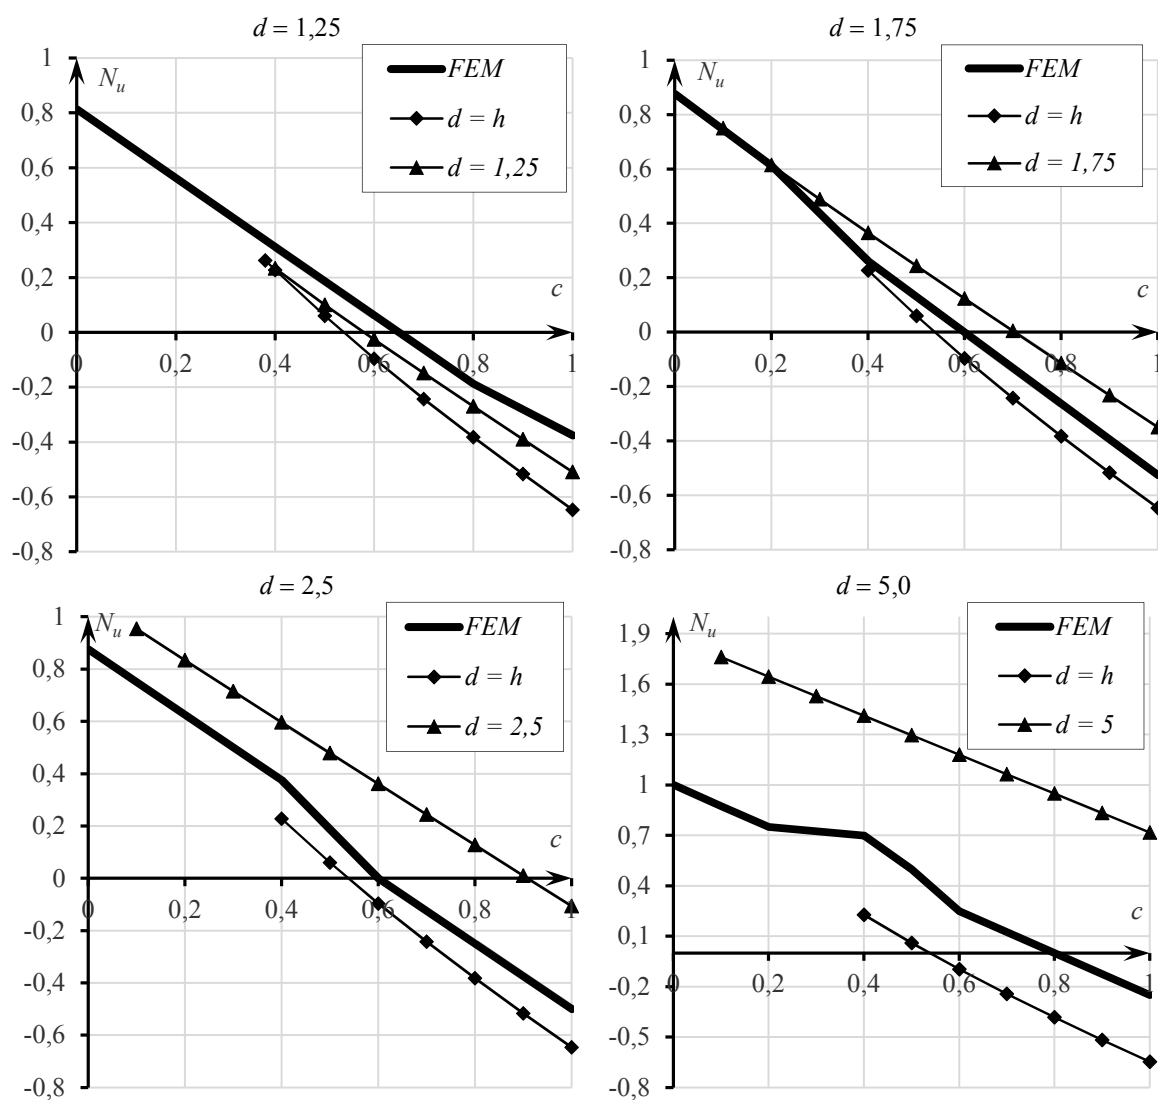 d = 1,25
1
0,8
0,6
0,4
0,2
0
-0,2
-0,4
-0,6
-0,8
N_u
FEM
d = h
d = 1,25
c
0
0,2
0,4
0,6
0,8
1
d = 1,75
1
0,8
0,6
0,4
0,2
0
-0,2
-0,4
-0,6
-0,8
N_u
FEM
d = h
d = 1,75
c
0
0,2
0,4
0,6
0,8
1
d = 2,5
1
0,8
0,6
0,4
0,2
0
-0,2
-0,4
-0,6
-0,8
N_u
FEM
d = h
d = 2,5
c
0
0,2
0,4
0,6
0,8
1
d = 5,0
1,9
1,6
1,3
1
0,7
0,4
0,1
-0,2
-0,5
-0,8
N_u
FEM
d = h
d = 5
c
0
0,2
0,4
0,6
0,8
1